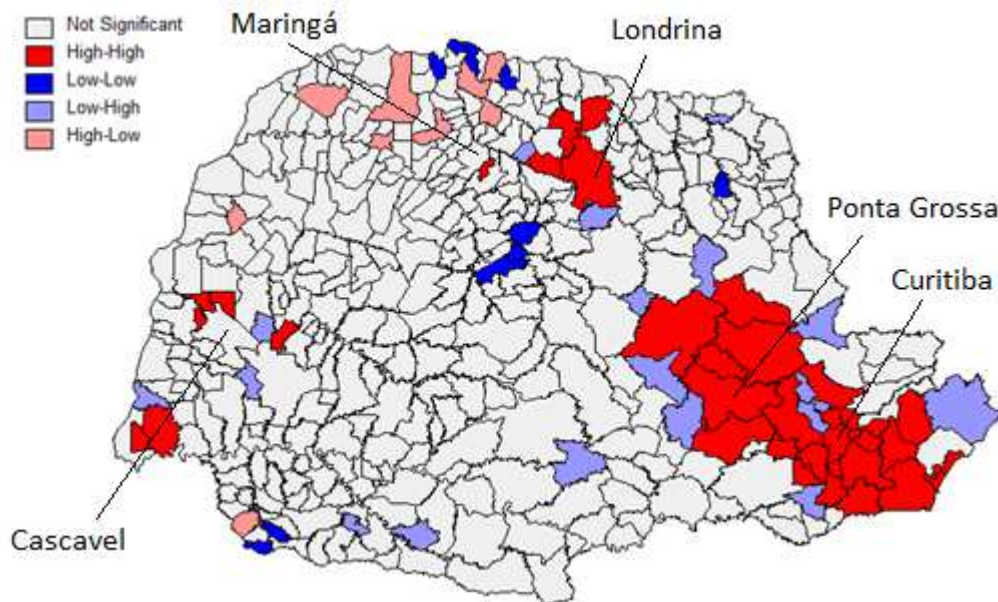 Not Significant
High-High
Low-Low
Low-High
High-Low
Maringá
Londrina
Ponta Grossa
Curitiba
Cascavel